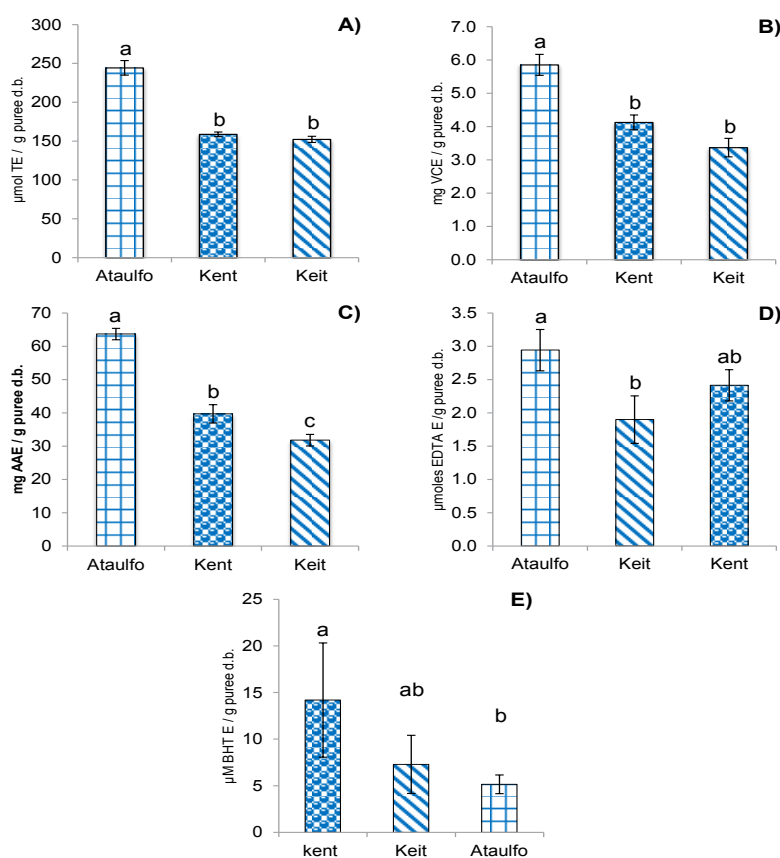 A)
300
250
200
150
100
50
0
µmol TE / g puree d.b.
a
b
b
Ataulfo Kent Keit
B)
7.0
6.0
5.0
4.0
3.0
2.0
1.0
0.0
mg VCE / g puree d.b.
a
b
b
Ataulfo Kent Keit
C)
70
60
50
40
30
20
10
0
mg AAE / g puree d.b.
a
b
c
Ataulfo Kent Keit
D)
3.5
3.0
2.5
2.0
1.5
1.0
0.5
0.0
µmoles EDTA E / g puree d.b.
a
b
ab
Ataulfo Keit Kent
E)
25
20
15
10
5
0
µM BHT E / g puree d.b.
a
ab
b
kent Keit Ataulfo